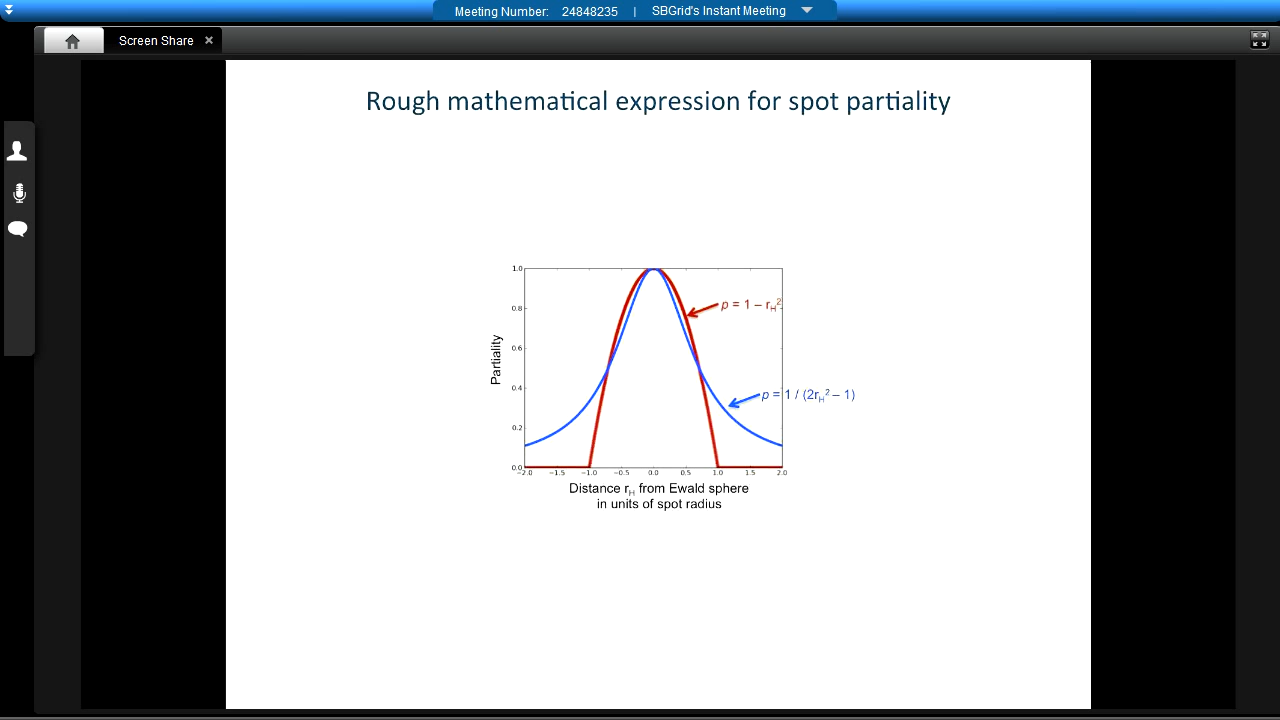 Meeting Number: 24848235 | SBGrid's Instant Meeting
Screen Share ×
Rough mathematical expression for spot partiality
1.0
0.8
0.6
0.4
0.2
0.0
Partiality
p = 1 – rH²
p = 1 / (2rH² – 1)
−2.0 −1.5 −1.0 −0.5 0.0 0.5 1.0 1.5 2.0
Distance rH from Ewald sphere
in units of spot radius